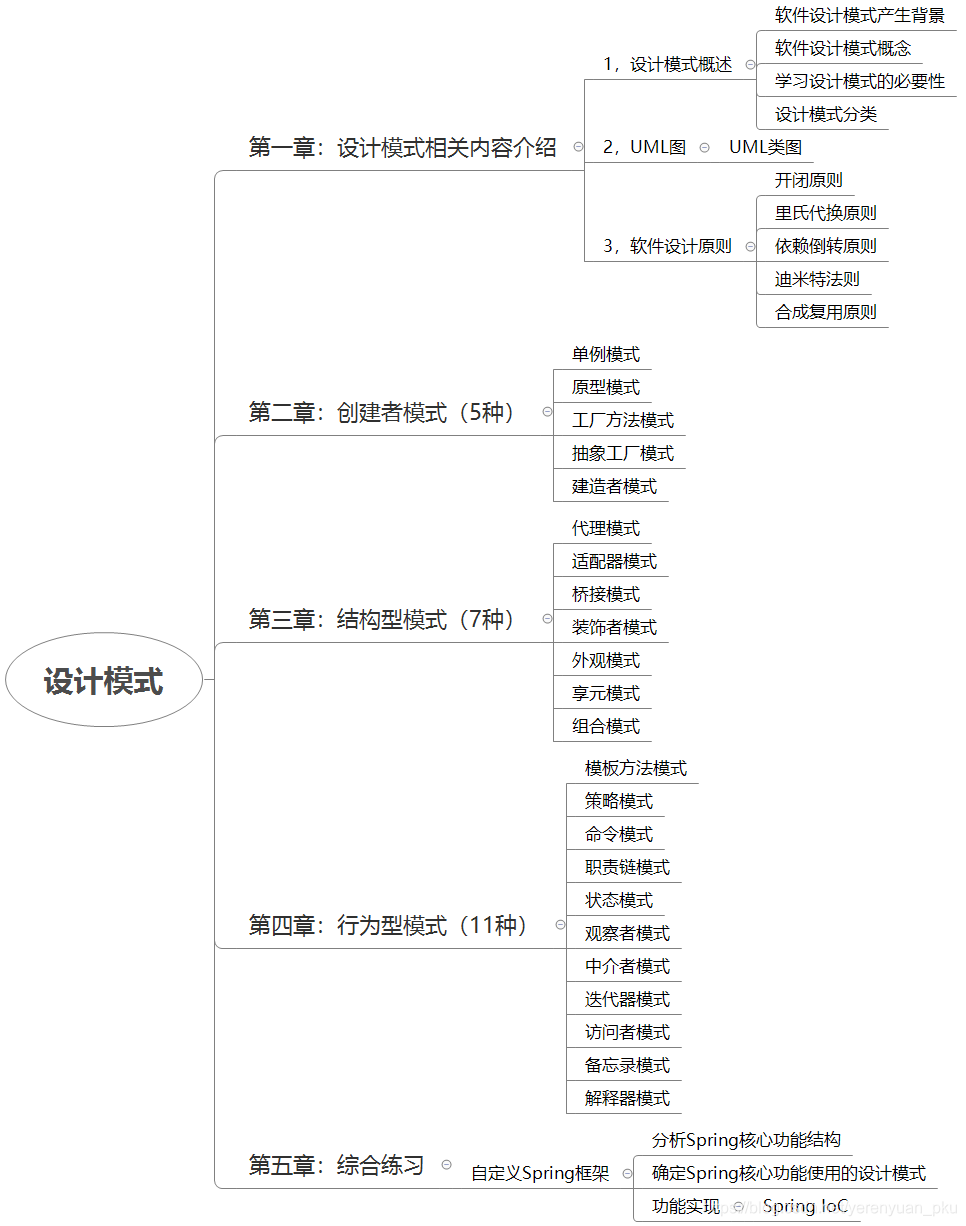 设计模式
第一章：设计模式相关内容介绍
1，设计模式概述
软件设计模式产生背景
软件设计模式概念
学习设计模式的必要性
设计模式分类
2，UML图
UML类图
3，软件设计原则
开闭原则
里氏代换原则
依赖倒转原则
迪米特法则
合成复用原则
第二章：创建者模式（5种）
单例模式
原型模式
工厂方法模式
抽象工厂模式
建造者模式
第三章：结构型模式（7种）
代理模式
适配器模式
桥接模式
装饰者模式
外观模式
享元模式
组合模式
第四章：行为型模式（11种）
模板方法模式
策略模式
命令模式
职责链模式
状态模式
观察者模式
中介者模式
迭代器模式
访问者模式
备忘录模式
解释器模式
第五章：综合练习
自定义Spring框架
分析Spring核心功能结构
确定Spring核心功能使用的设计模式
功能实现
Spring IoC